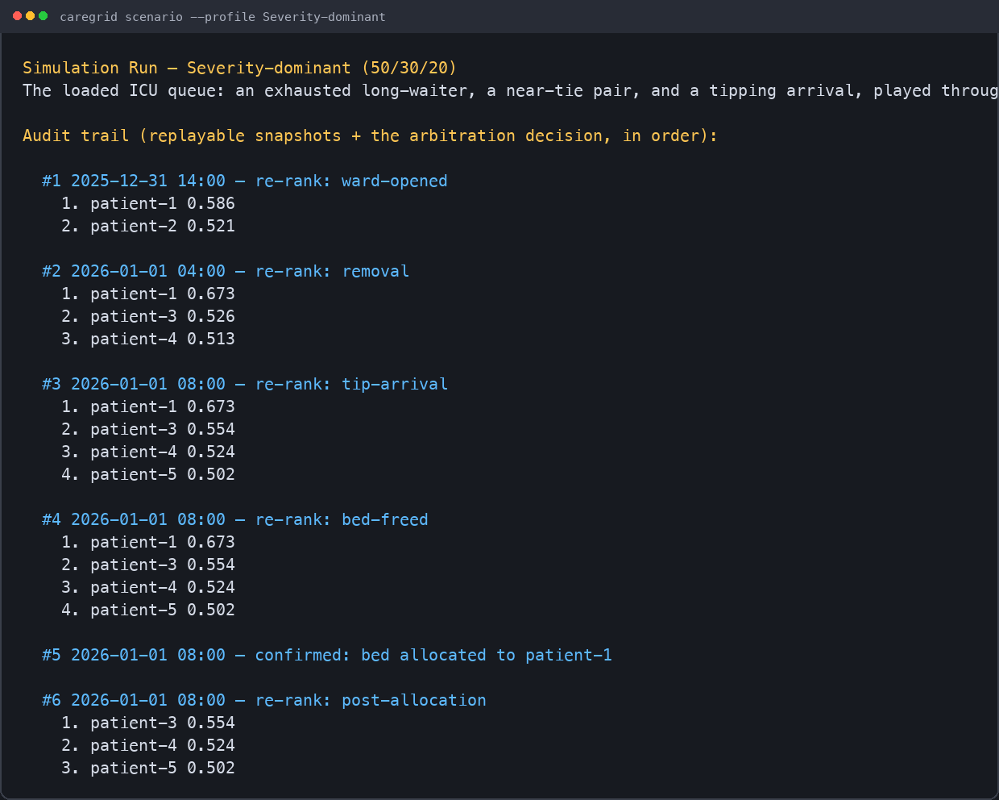 caregrid scenario --profile Severity-dominant
Simulation Run — Severity-dominant (50/30/20)
The loaded ICU queue: an exhausted long-waiter, a near-tie pair, and a tipping arrival, played throug
Audit trail (replayable snapshots + the arbitration decision, in order):
#1 2025-12-31 14:00 — re-rank: ward-opened
1. patient-1 0.586
2. patient-2 0.521
#2 2026-01-01 04:00 — re-rank: removal
1. patient-1 0.673
2. patient-3 0.526
3. patient-4 0.513
#3 2026-01-01 08:00 — re-rank: tip-arrival
1. patient-1 0.673
2. patient-3 0.554
3. patient-4 0.524
4. patient-5 0.502
#4 2026-01-01 08:00 — re-rank: bed-freed
1. patient-1 0.673
2. patient-3 0.554
3. patient-4 0.524
4. patient-5 0.502
#5 2026-01-01 08:00 — confirmed: bed allocated to patient-1
#6 2026-01-01 08:00 — re-rank: post-allocation
1. patient-3 0.554
2. patient-4 0.524
3. patient-5 0.502